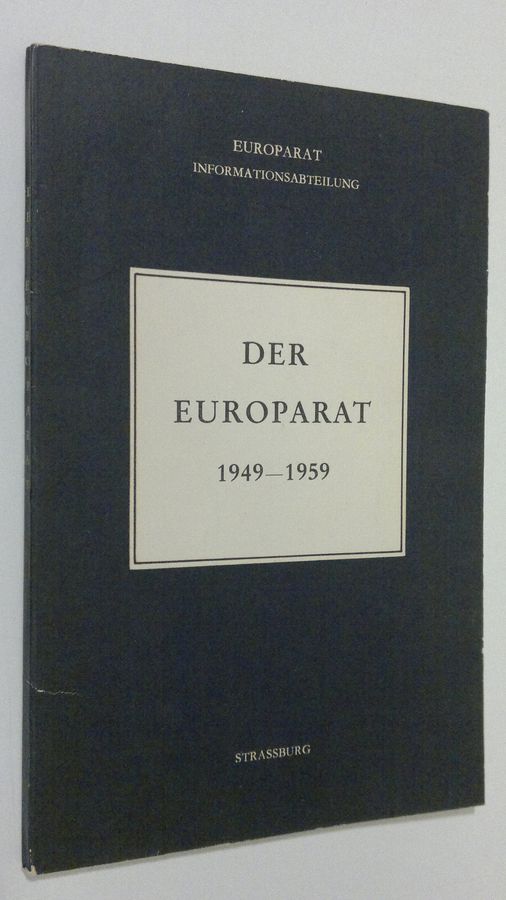 EUROPARAT
INFORMATIONSABTEILUNG
DER
EUROPARAT
1949—1959
STRASSBURG